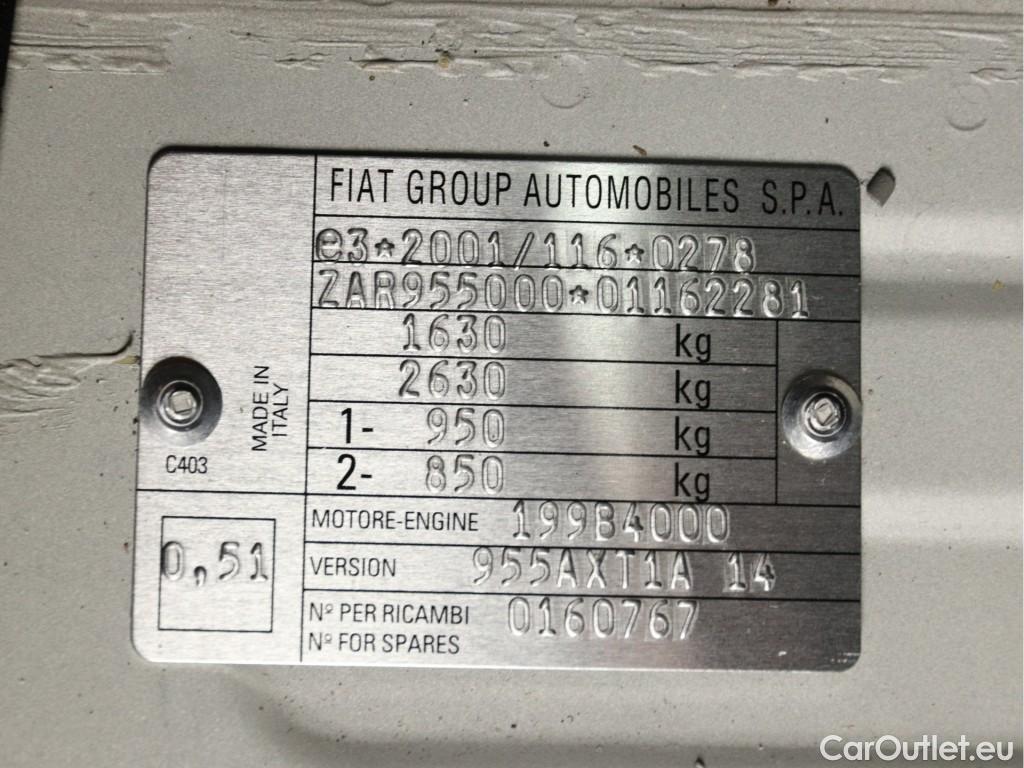 FIAT GROUP AUTOMOBILES S.P.A.
e3*2001/116*0278
ZAR955000*01162281
1630 kg
2630 kg
1- 950 kg
2- 850 kg
MADE IN
ITALY
C403
0,51
MOTORE-ENGINE 199B4000
VERSION 955AXT1A 14
Nº PER RICAMBI 0160767
Nº FOR SPARES
CarOutlet.eu